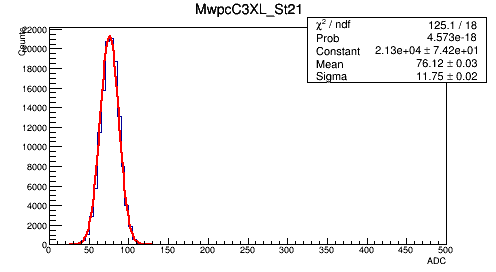 MwpcC3XL_St21
χ² / ndf 125.1 / 18
Prob 4.573e-18
Constant 2.13e+04 ± 7.42e+01
Mean 76.12 ± 0.03
Sigma 11.75 ± 0.02
Counts
22000
20000
18000
16000
14000
12000
10000
8000
6000
4000
2000
0
0 50 100 150 200 250 300 350 400 450 500
ADC